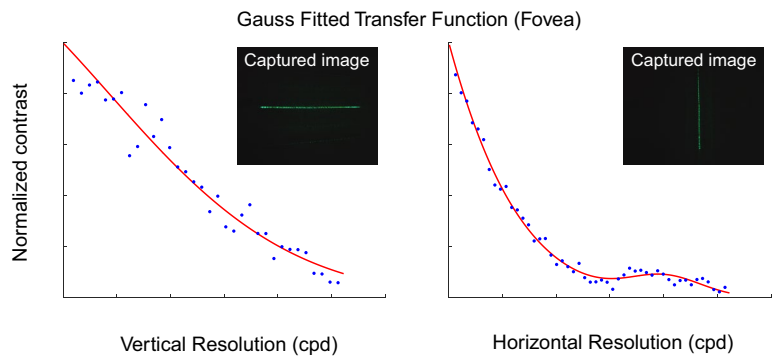 Gauss Fitted Transfer Function (Fovea)
Captured image
Captured image
Normalized contrast
Vertical Resolution (cpd)
Horizontal Resolution (cpd)